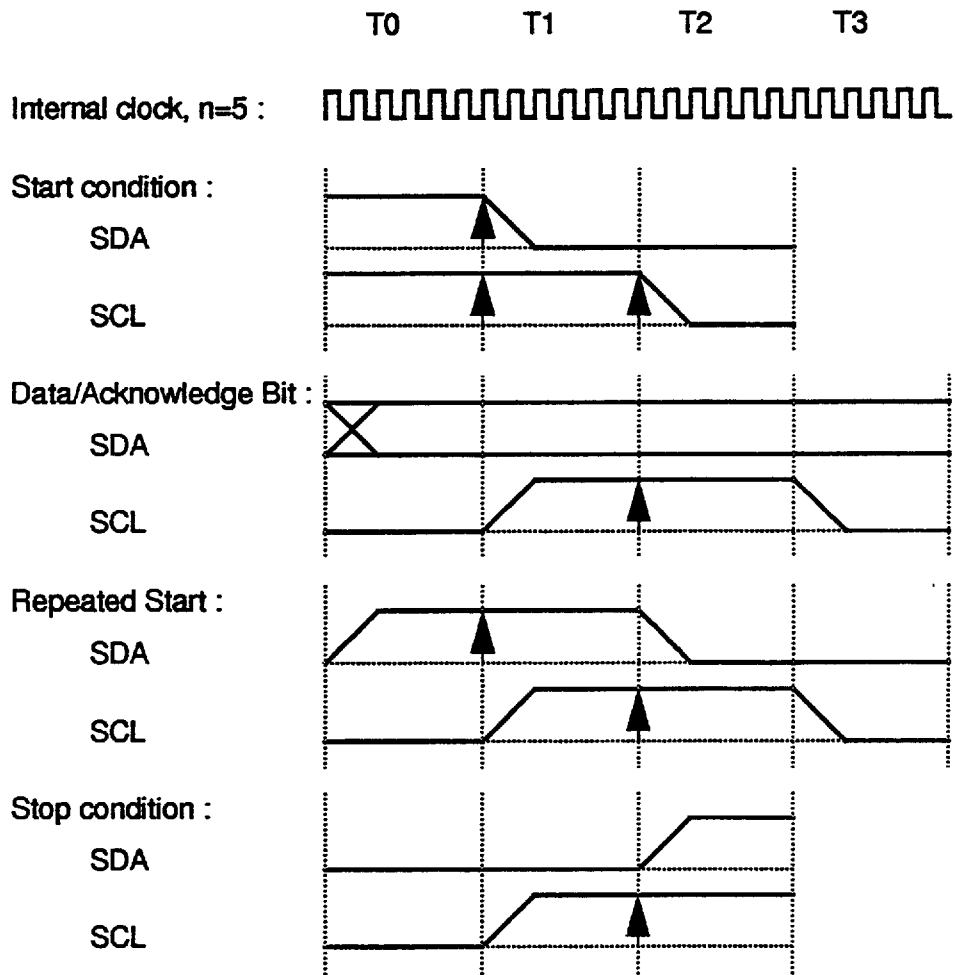 T0 T1 T2 T3
Internal clock, n=5 :
Start condition :
SDA
SCL
Data/Acknowledge Bit :
SDA
SCL
Repeated Start :
SDA
SCL
Stop condition :
SDA
SCL